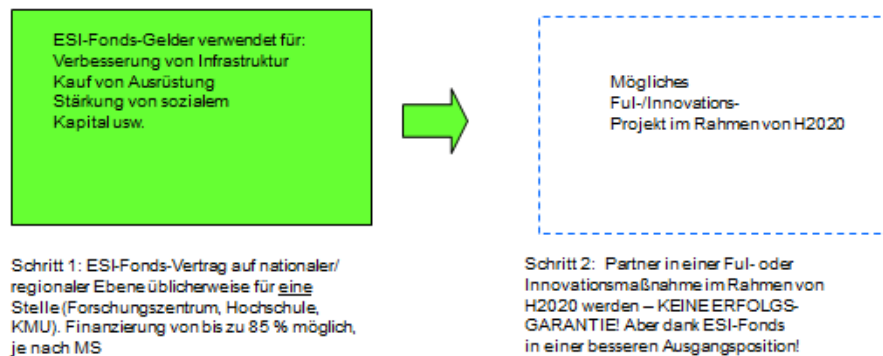 ESI-Fonds-Gelder verwendet für:
Verbesserung von Infrastruktur
Kauf von Ausrüstung
Stärkung von sozialem
Kapital usw.
Mögliches
FuI-/Innovations-
Projekt im Rahmen von H2020
Schritt 1: ESI-Fonds-Vertrag auf nationaler/
regionaler Ebene üblicherweise für eine
Stelle (Forschungszentrum, Hochschule,
KMU). Finanzierung von bis zu 85 % möglich,
je nach MS
Schritt 2: Partner in einer FuI- oder
Innovationsmaßnahme im Rahmen von
H2020 werden – KEINE ERFOLGS-
GARANTIE! Aber dank ESI-Fonds
in einer besseren Ausgangsposition!